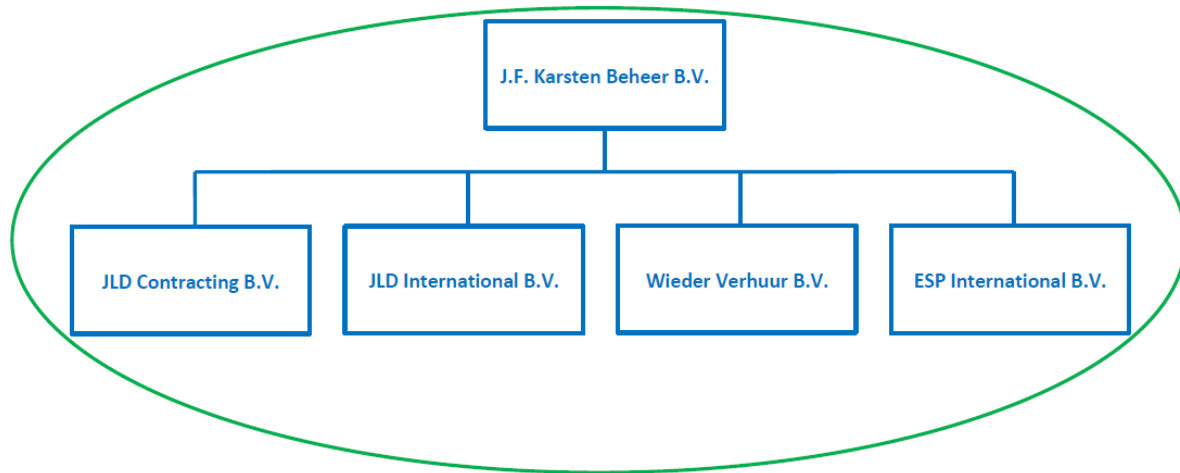 J.F. Karsten Beheer B.V.
JLD Contracting B.V.
JLD International B.V.
Wieder Verhuur B.V.
ESP International B.V.